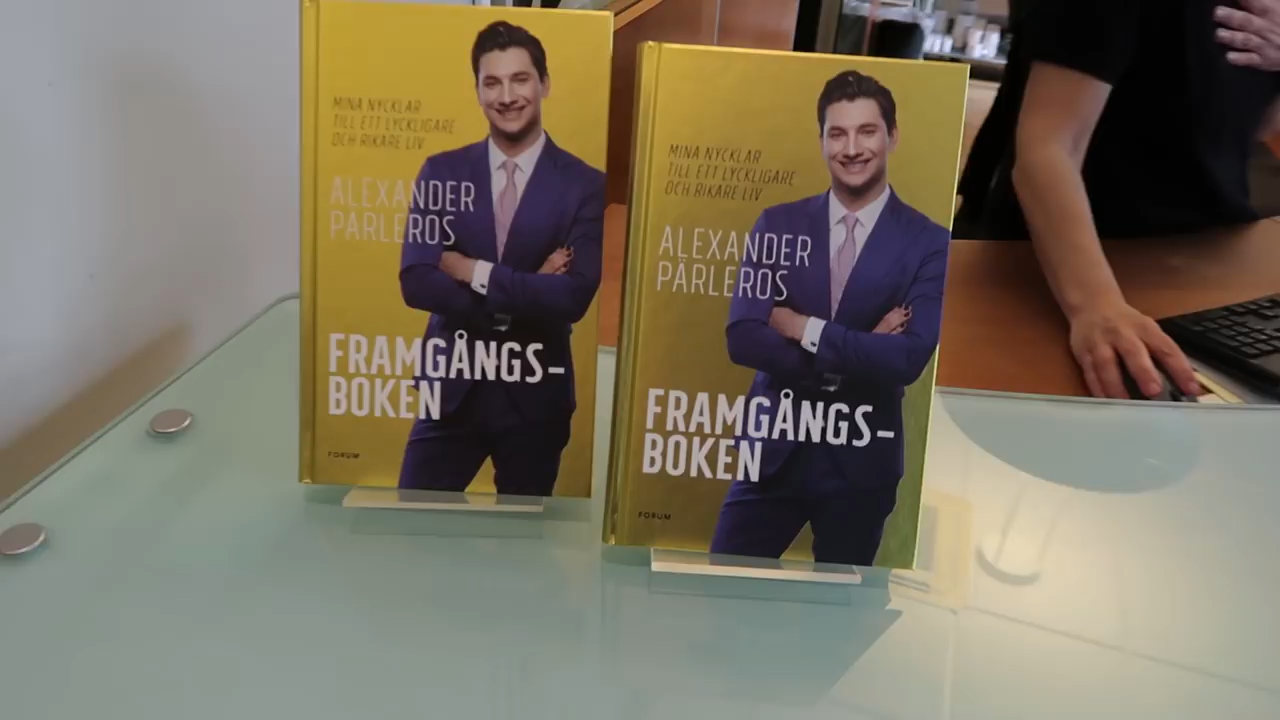 MINA NYCKLAR
TILL ETT LYCKLIGARE
OCH RIKARE LIV
ALEXANDER
PÄRLEROS
FRAMGÅNGS-
BOKEN
FORUM
MINA NYCKLAR
TILL ETT LYCKLIGARE
OCH RIKARE LIV
ALEXANDER
PÄRLEROS
FRAMGÅNGS-
BOKEN
FORUM